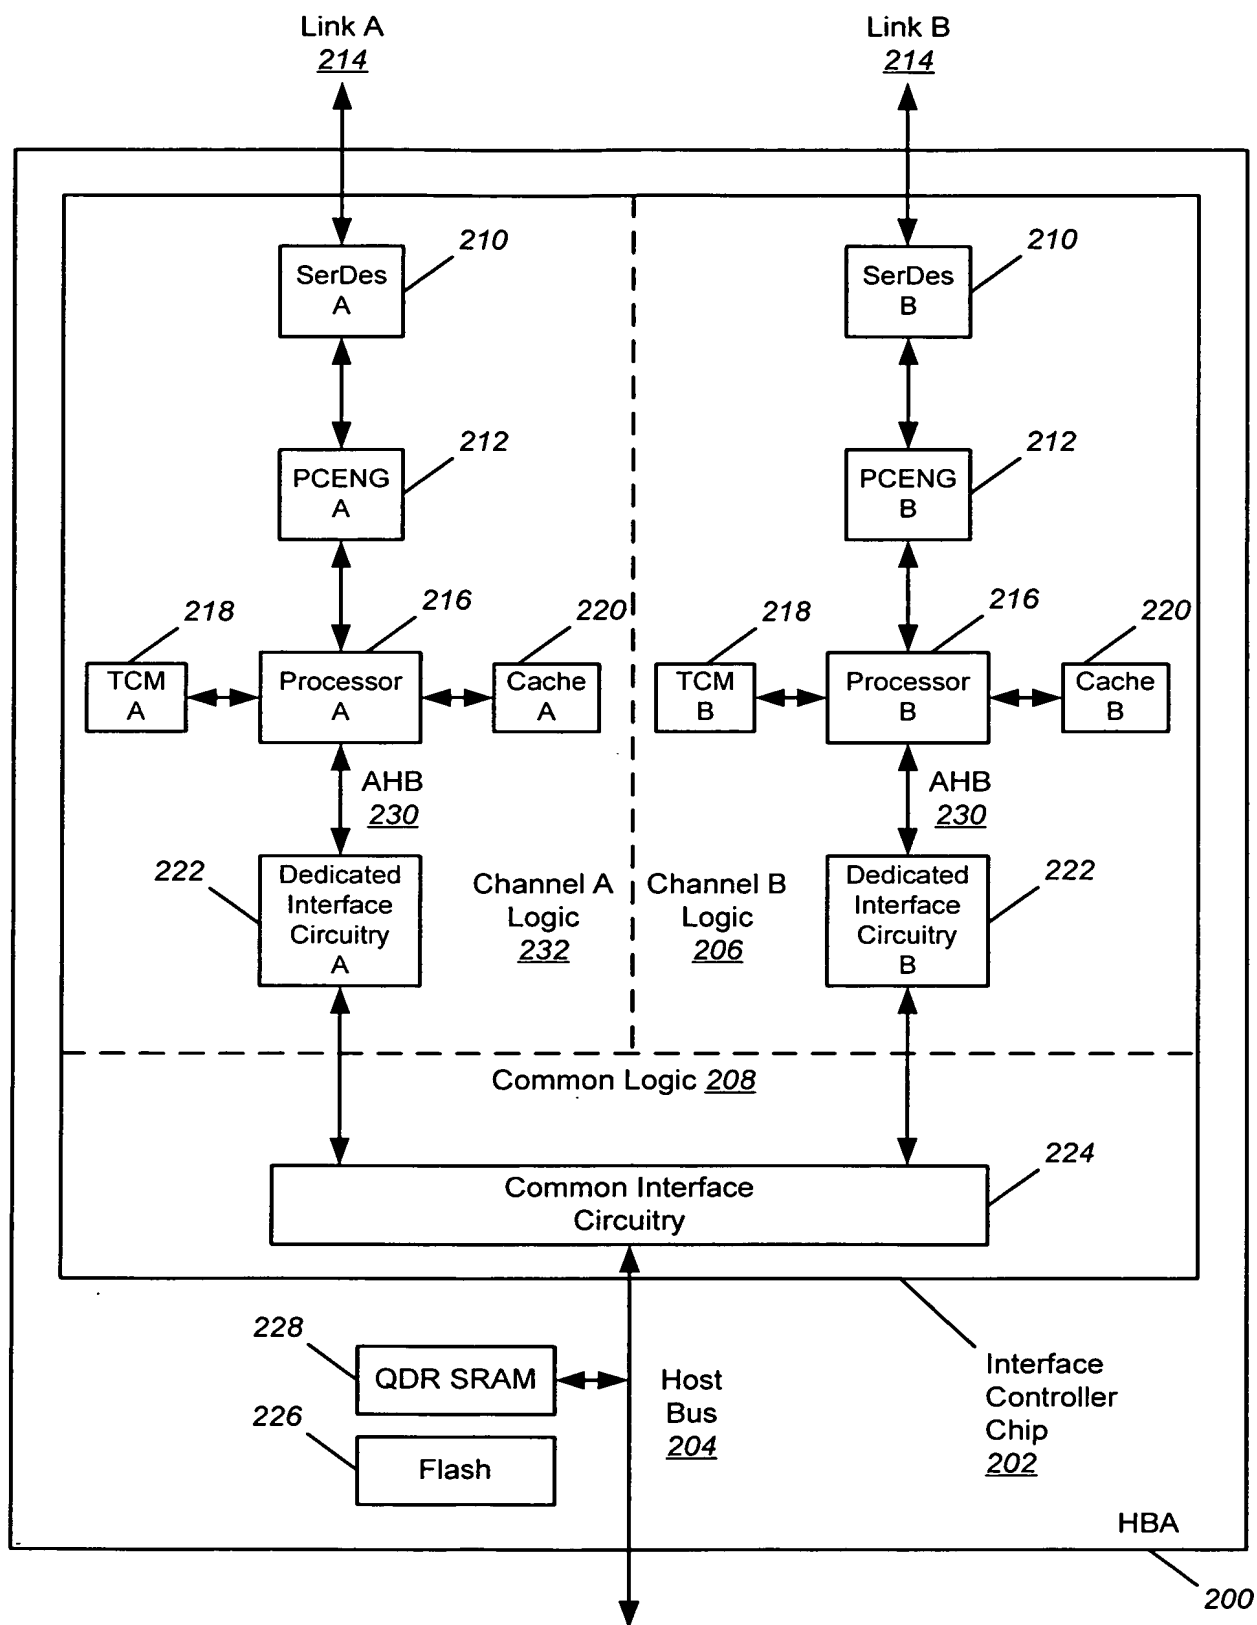 Link A
214
Link B
214
210
SerDes
A
210
SerDes
B
212
PCENG
A
212
PCENG
B
218
216
220
TCM
A
Processor
A
Cache
A
218
216
220
TCM
B
Processor
B
Cache
B
AHB
230
AHB
230
222
Dedicated
Interface
Circuitry
A
Channel A
Logic
232
Channel B
Logic
206
222
Dedicated
Interface
Circuitry
B
Common Logic 208
224
Common Interface
Circuitry
228
QDR SRAM
226
Flash
Host
Bus
204
Interface
Controller
Chip
202
HBA
200